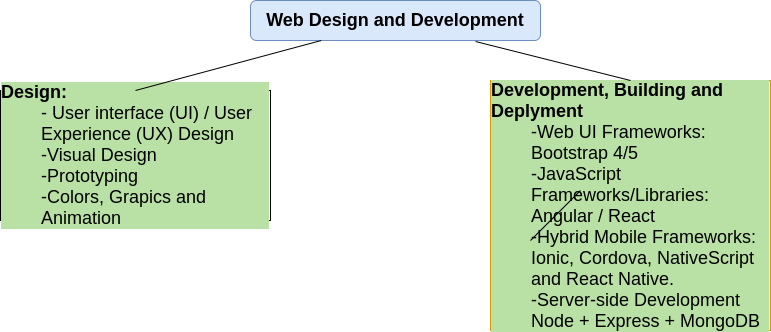 Web Design and Development
Design:
- User interface (UI) / User
Experience (UX) Design
-Visual Design
-Prototyping
-Colors, Grapics and
Animation
Development, Building and
Deplyment
-Web UI Frameworks:
Bootstrap 4/5
-JavaScript
Frameworks/Libraries:
Angular / React
-Hybrid Mobile Frameworks:
Ionic, Cordova, NativeScript
and React Native.
-Server-side Development
Node + Express + MongoDB